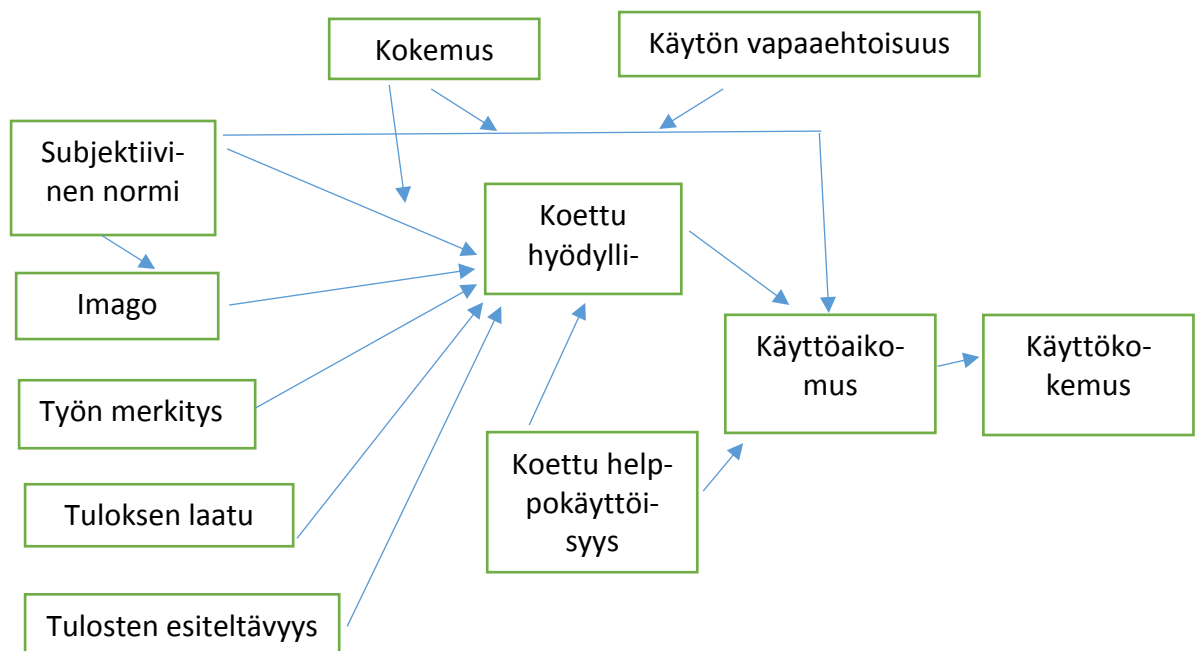 Kokemus
Käytön vapaaehtoisuus
Subjektiivi-
nen normi
Koettu
hyödylli-
Imago
Käyttöaiko-
mus
Käyttöko-
kemus
Työn merkitys
Koettu help-
pokäyttöi-
syys
Tuloksen laatu
Tulosten esiteltävyys